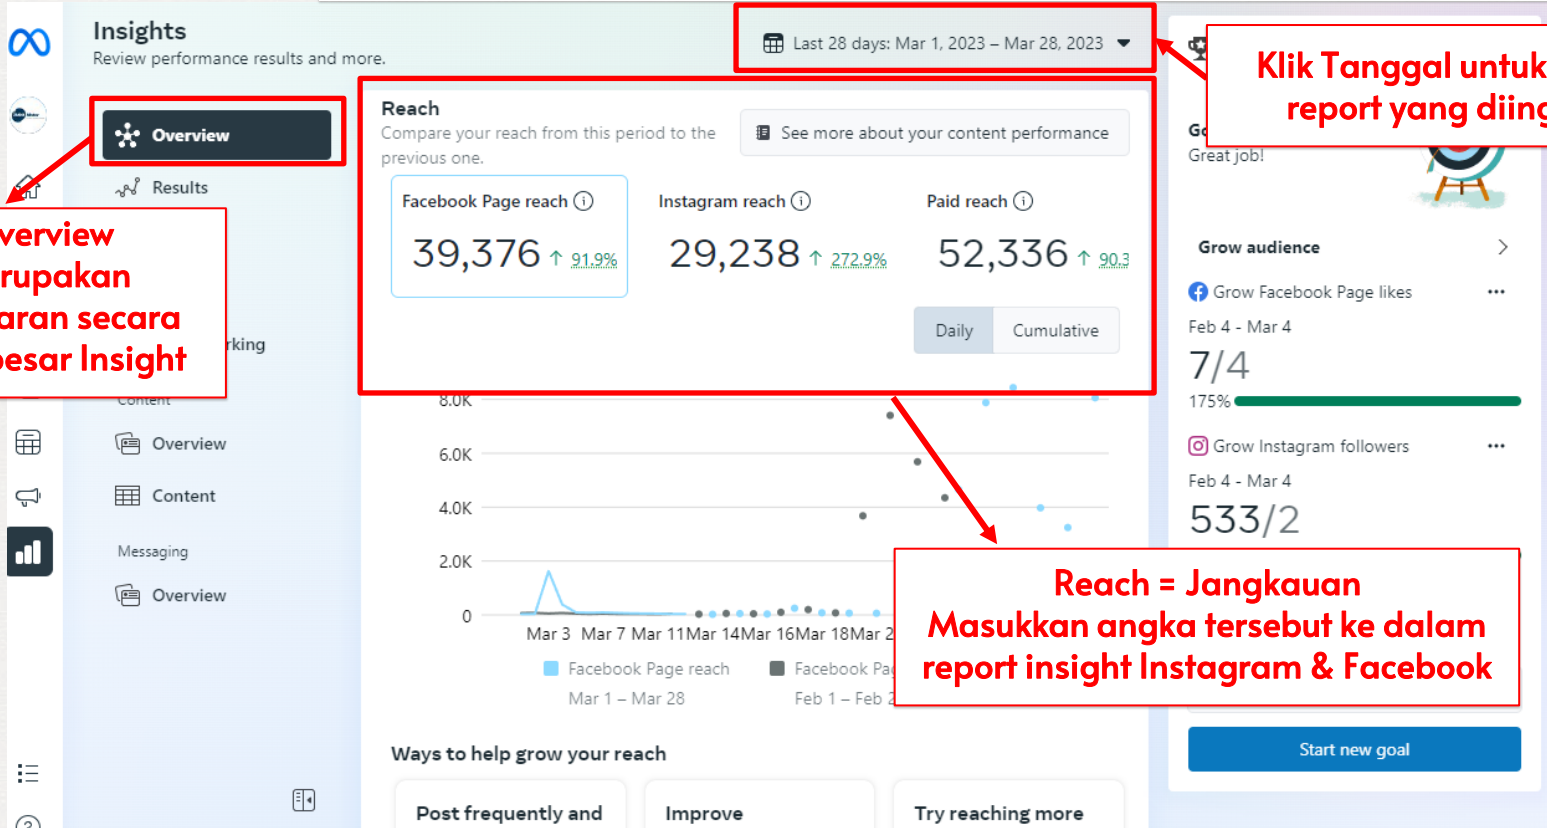 Insights
Review performance results and more.
Last 28 days: Mar 1, 2023 – Mar 28, 2023
Klik Tanggal untuk
report yang
Great job!
Overview
Results
Reach
Compare your reach from this period to the
previous one.
See more about your content performance
Facebook Page reach
39,376 ↑ 91.9%
Instagram reach
29,238 ↑ 272.9%
Paid reach
52,336 ↑ 90.3
Daily
Cumulative
secara
Insight
Content
Overview
Content
Messaging
Overview
8.0K
6.0K
4.0K
2.0K
0
Mar 3 Mar 7 Mar 11 Mar 14 Mar 16 Mar 18 Mar 2
Facebook Page reach
Mar 1 – Mar 28
Facebook
Feb 1 – Feb 2
Reach = Jangkauan
Masukkan angka tersebut ke dalam
report insight Instagram & Facebook
Ways to help grow your reach
Post frequently and
Improve
Try reaching more
Grow audience
Grow Facebook Page likes
Feb 4 - Mar 4
7/4
175%
Grow Instagram followers
Feb 4 - Mar 4
533/2
Start new goal